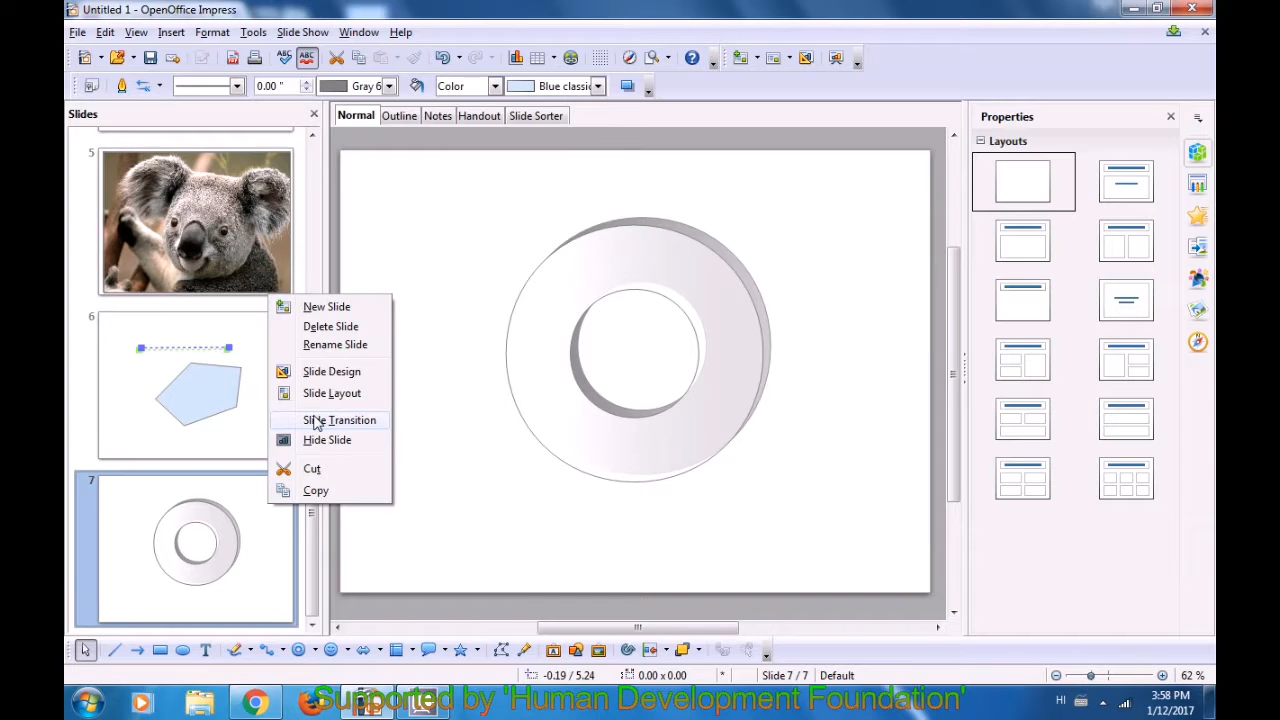 Untitled 1 - OpenOffice Impress
File Edit View Insert Format Tools Slide Show Window Help
0.00 " Gray 6 Color Blue classic
Slides
Normal Outline Notes Handout Slide Sorter
Properties
Layouts
5
6
7
New Slide
Delete Slide
Rename Slide
Slide Design
Slide Layout
Slide Transition
Hide Slide
Cut
Copy
-0.19 / 5.24 0.00 x 0.00 * Slide 7 / 7 Default 62 %
Supported by 'Human Development Foundation'
HI 3:58 PM
1/12/2017